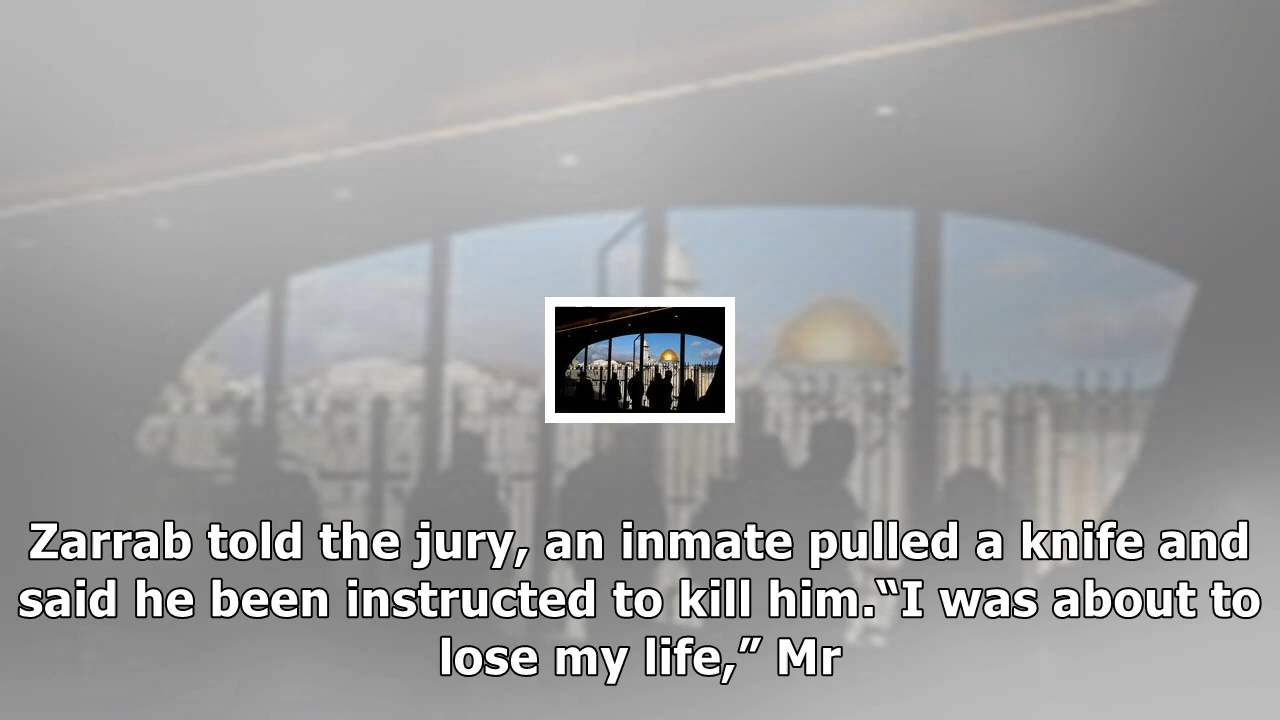 Zarrab told the jury, an inmate pulled a knife and
said he been instructed to kill him.“I was about to
lose my life,” Mr